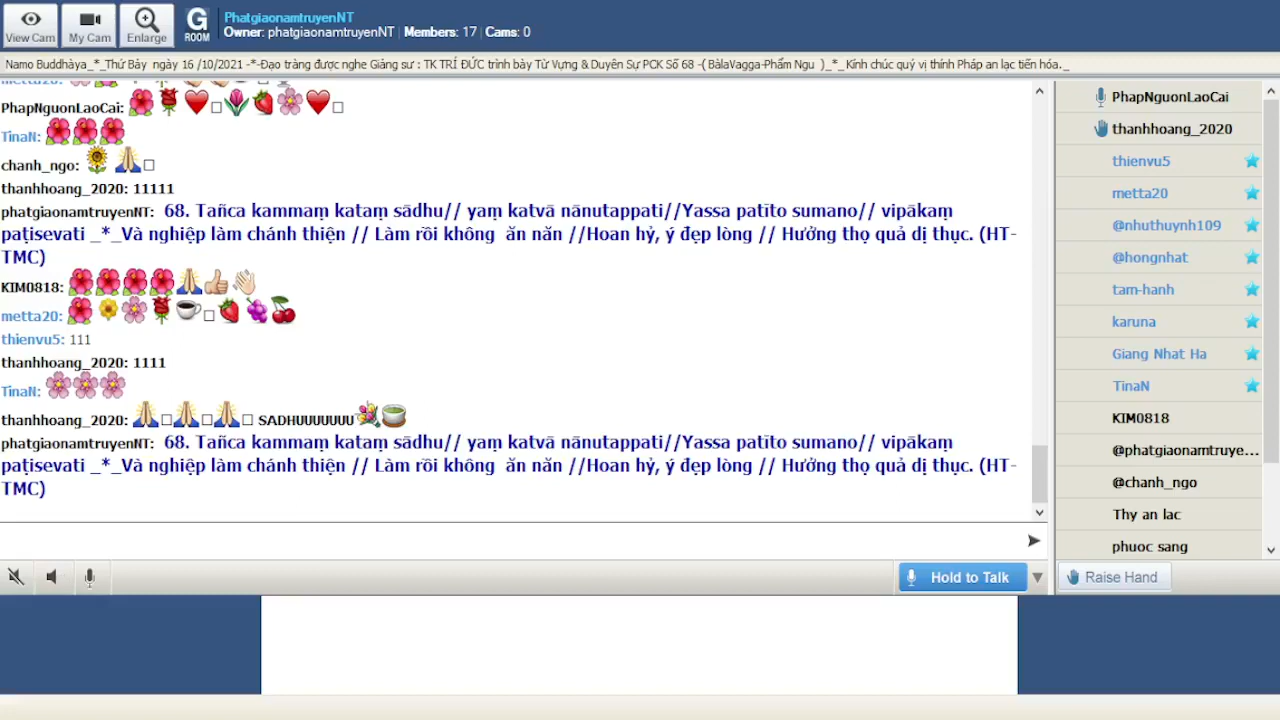 PhatgiaonamtruyenNT
Owner: phatgiaonamtruyenNT | Members: 17 | Cams: 0
View Cam
My Cam
Enlarge
G
ROOM
Namo Buddhàya_*_Thứ Bảy ngày 16 /10/2021 -*-Đạo tràng được nghe Giảng sư : TK TRÍ ĐỨC trình bày Từ Vựng & Duyên Sự PCK Số 68 -( BàlaVagga-Phẩm Ngu )_*_ Kính chúc quý vị thính Pháp an lạc tiến hóa._
metta20:
PhapNguonLaoCai:
TinaN:
chanh_ngo:
thanhhoang_2020: 11111
phatgiaonamtruyenNT: 68. Tañca kammaṃ kataṃ sādhu// yaṃ katvā nānutappati//Yassa patīto sumano// vipākaṃ
paṭisevati _*_Và nghiệp làm chánh thiện // Làm rồi không ăn năn //Hoan hỷ, ý đẹp lòng // Hưởng thọ quả dị thục. (HT-
TMC)
KIM0818:
metta20:
thienvu5: 111
thanhhoang_2020: 1111
TinaN:
thanhhoang_2020: SADHUUUUUUU
phatgiaonamtruyenNT: 68. Tañca kammaṃ kataṃ sādhu// yaṃ katvā nānutappati//Yassa patīto sumano// vipākaṃ
paṭisevati _*_Và nghiệp làm chánh thiện // Làm rồi không ăn năn //Hoan hỷ, ý đẹp lòng // Hưởng thọ quả dị thục. (HT-
TMC)
Hold to Talk
PhapNguonLaoCai
thanhhoang_2020
thienvu5
metta20
@nhuthuynh109
@hongnhat
tam-hanh
karuna
Giang Nhat Ha
TinaN
KIM0818
@phatgiaonamtruye...
@chanh_ngo
Thy an lac
phuoc sang
Raise Hand